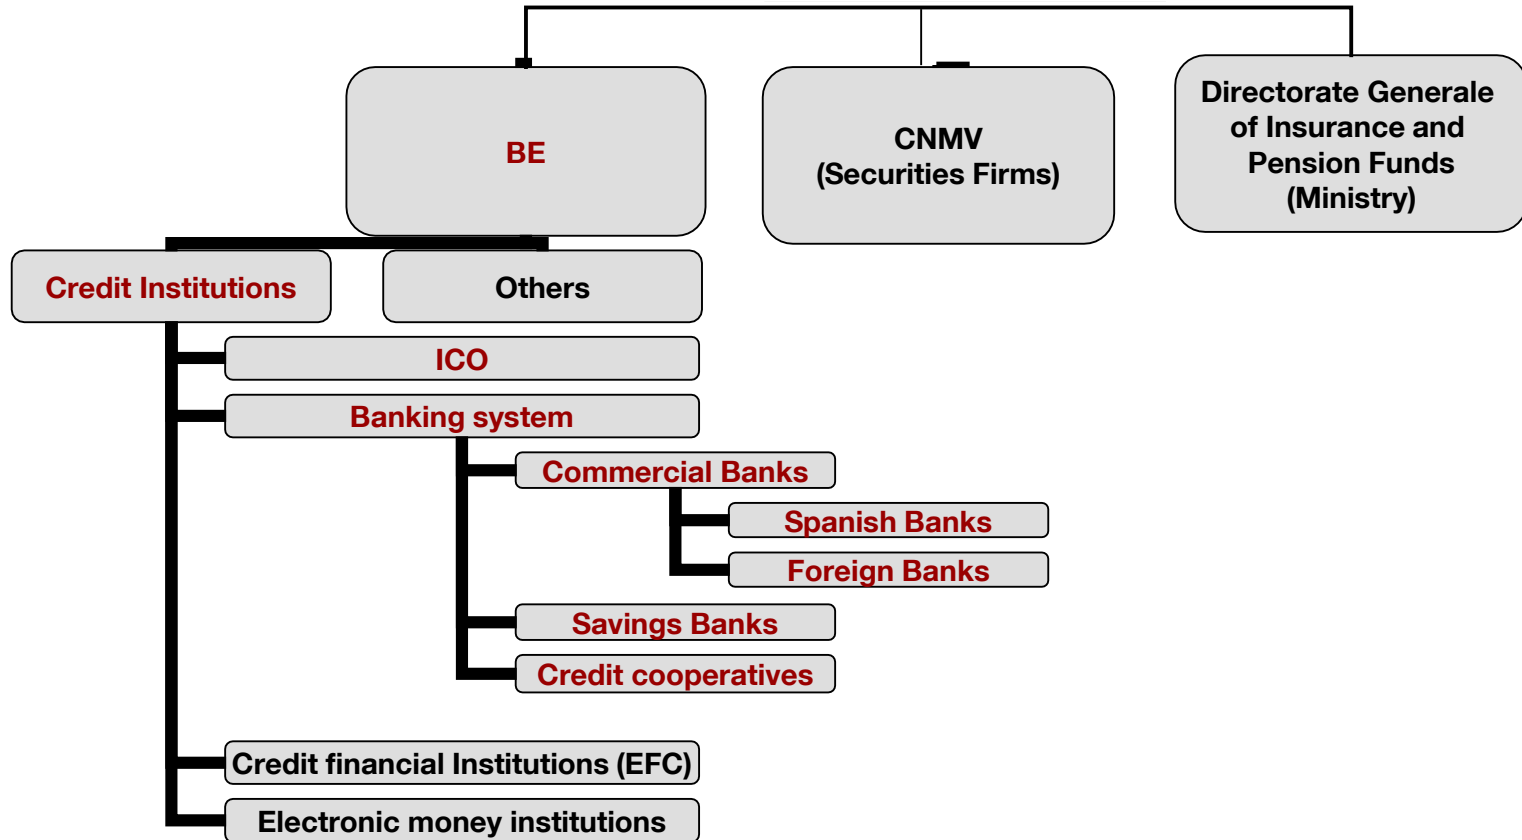 BE
CNMV
(Securities Firms)
Directorate Generale
of Insurance and
Pension Funds
(Ministry)
Credit Institutions
Others
ICO
Banking system
Commercial Banks
Spanish Banks
Foreign Banks
Savings Banks
Credit cooperatives
Credit financial Institutions (EFC)
Electronic money institutions